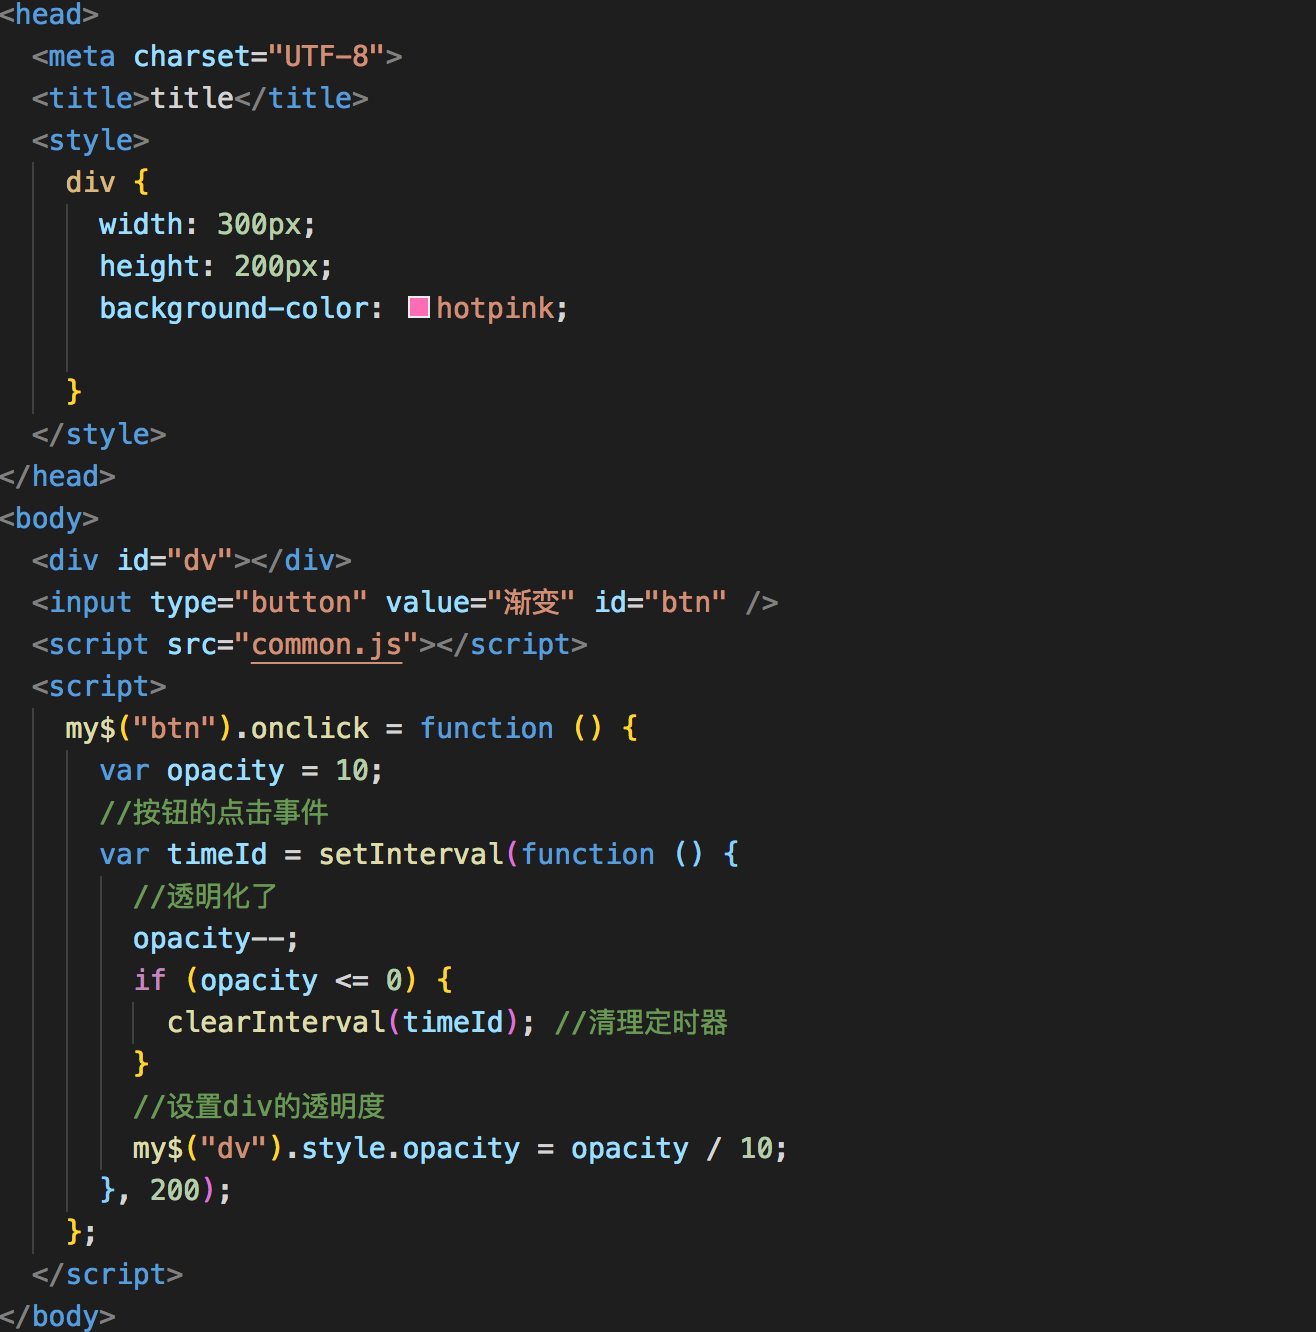 <head>
<meta charset="UTF-8">
<title>title</title>
<style>
div {
width: 300px;
height: 200px;
background-color: hotpink;
}
</style>
</head>
<body>
<div id="dv"></div>
<input type="button" value="渐变" id="btn" />
<script src="common.js"></script>
<script>
my$("btn").onclick = function () {
var opacity = 10;
//按钮的点击事件
var timeId = setInterval(function () {
//透明化了
opacity--;
if (opacity <= 0) {
clearInterval(timeId); //清理定时器
}
//设置div的透明度
my$("dv").style.opacity = opacity / 10;
}, 200);
};
</script>
</body>